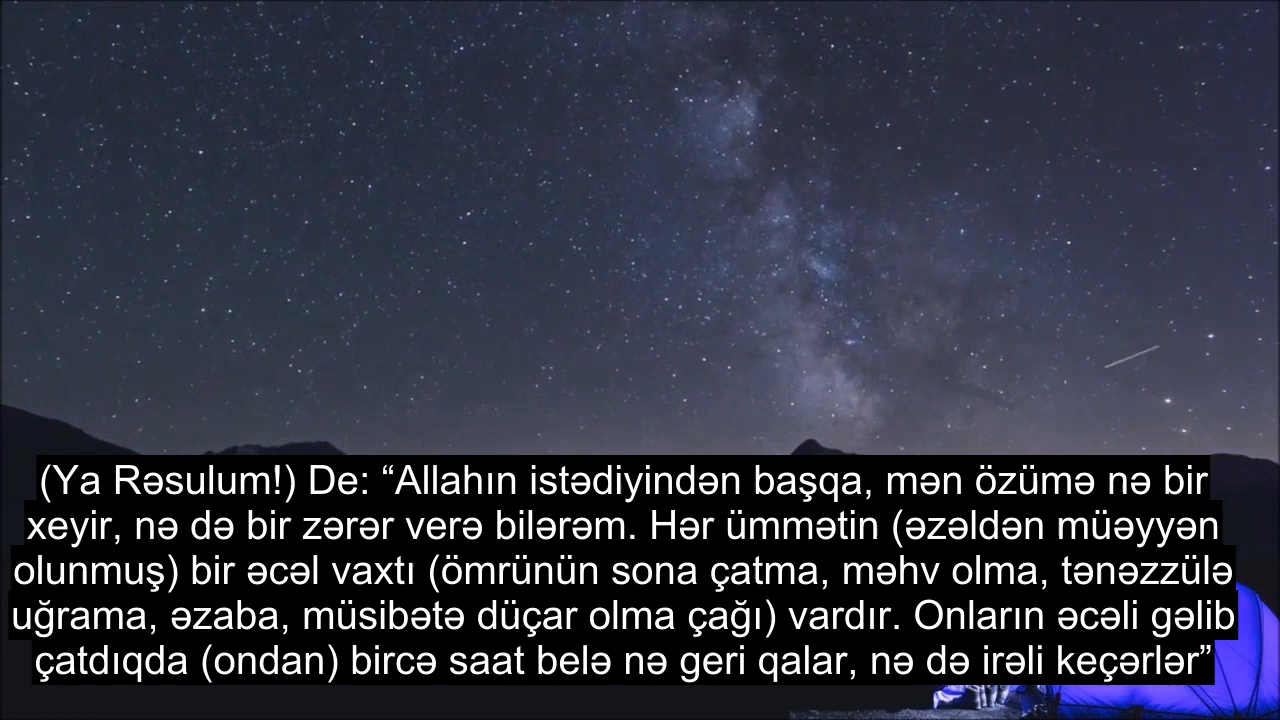 (Ya Rəsulum!) De: “Allahın istədiyindən başqa, mən özümə nə bir
xeyir, nə də bir zərər verə bilərəm. Hər ümmətin (əzəldən müəyyən
olunmuş) bir əcəl vaxtı (ömrünün sona çatma, məhv olma, tənəzzülə
uğrama, əzaba, müsibətə düçar olma çağı) vardır. Onların əcəli gəlib
çatdıqda (ondan) bircə saat belə nə geri qalar, nə də irəli keçərlər”